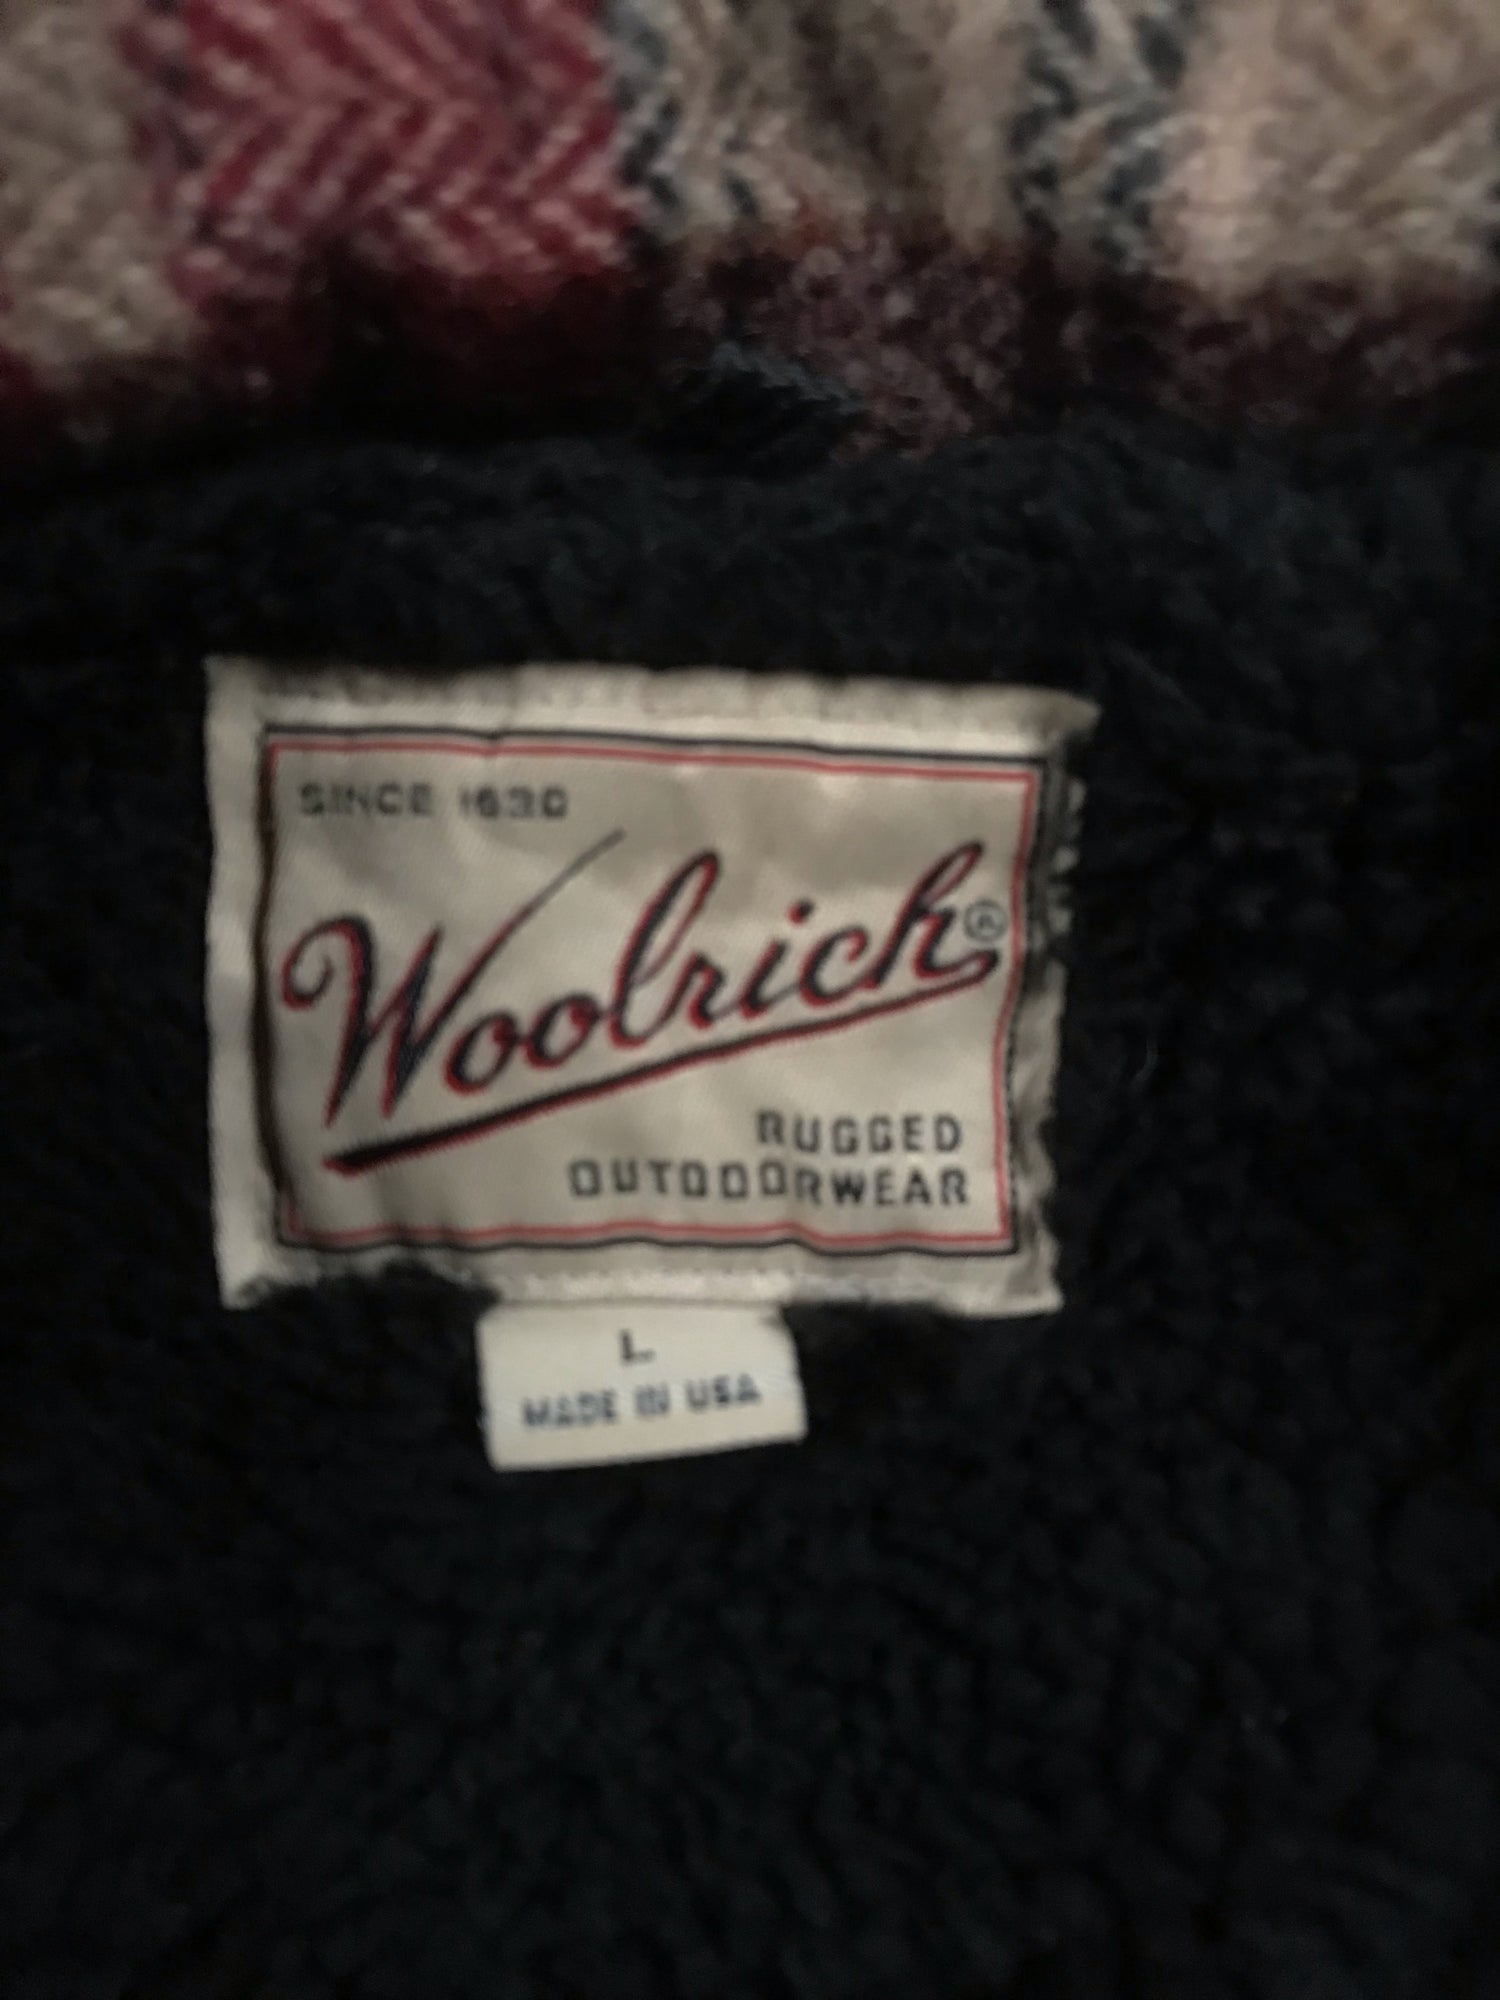 SINCE 1830
Woolrich®
RUGGED
OUTDOORWEAR
L
MADE IN USA